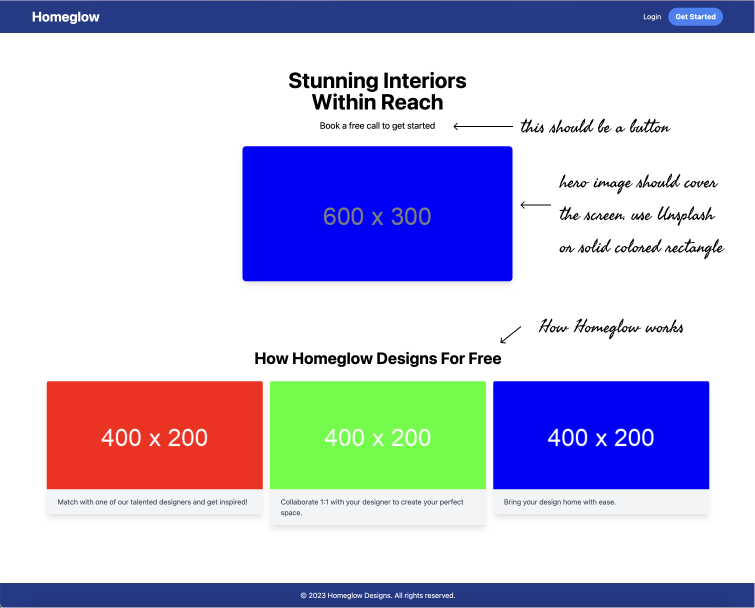 Homeglow
Login
Get Started
Stunning Interiors
Within Reach
Book a free call to get started
this should be a button
600 x 300
hero image should cover
the screen. use Unsplash
or solid colored rectangle
How Homeglow works
How Homeglow Designs For Free
400 x 200
400 x 200
400 x 200
Match with one of our talented designers and get inspired!
Collaborate 1:1 with your designer to create your perfect
space.
Bring your design home with ease.
© 2023 Homeglow Designs. All rights reserved.